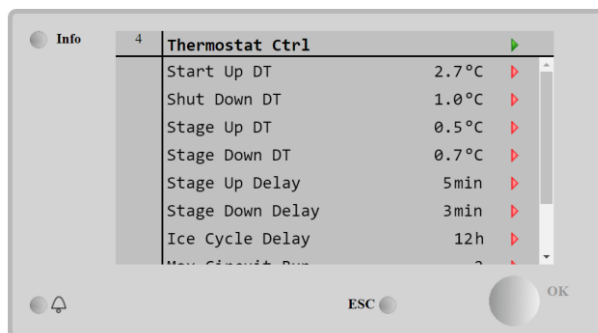 Info
4 Thermostat Ctrl
Start Up DT 2.7°C
Shut Down DT 1.0°C
Stage Up DT 0.5°C
Stage Down DT 0.7°C
Stage Up Delay 5min
Stage Down Delay 3min
Ice Cycle Delay 12h
ESC
OK